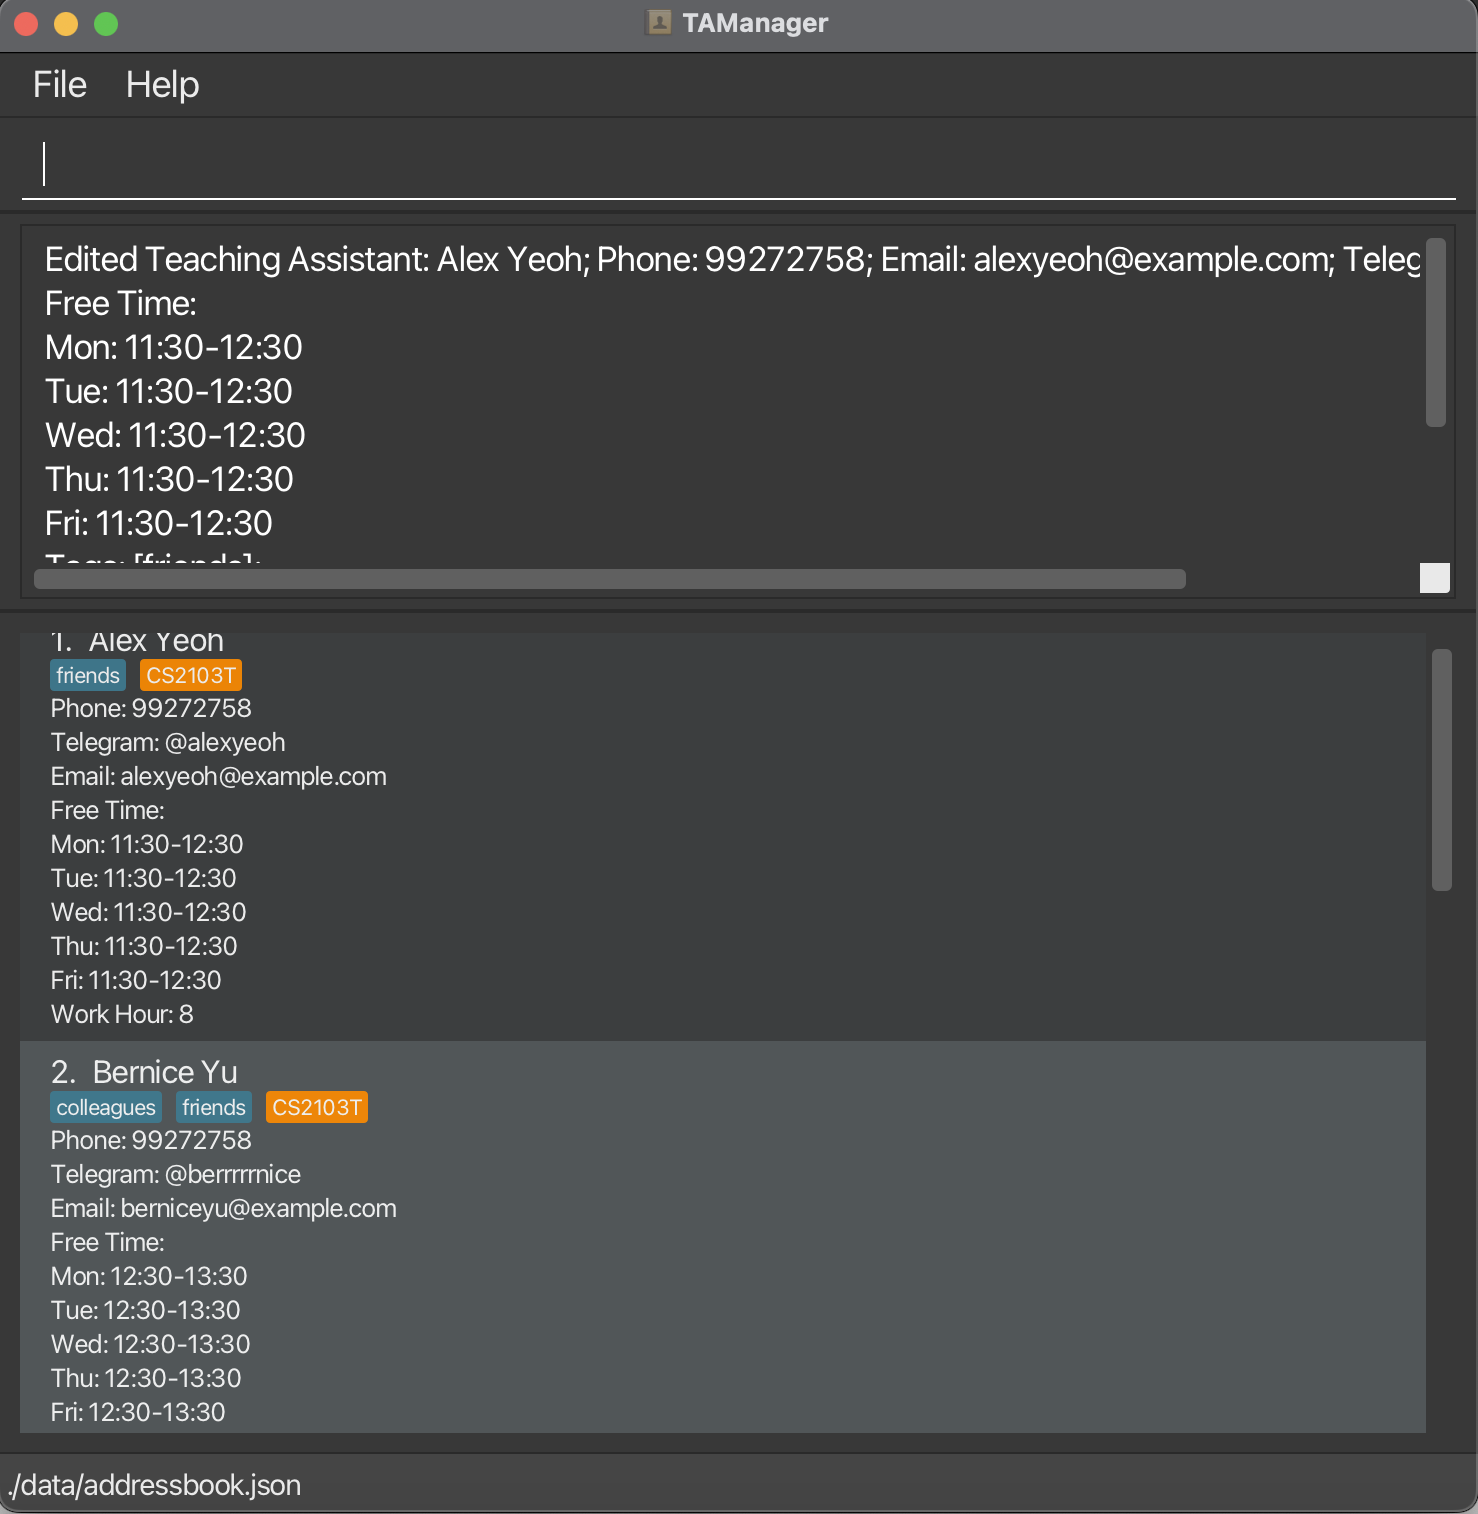 TAManager
File Help
Edited Teaching Assistant: Alex Yeoh; Phone: 99272758; Email: alexyeoh@example.com; Teleg
Free Time:
Mon: 11:30-12:30
Tue: 11:30-12:30
Wed: 11:30-12:30
Thu: 11:30-12:30
Fri: 11:30-12:30
Tags: [friends];
1. Alex Yeoh
friends CS2103T
Phone: 99272758
Telegram: @alexyeoh
Email: alexyeoh@example.com
Free Time:
Mon: 11:30-12:30
Tue: 11:30-12:30
Wed: 11:30-12:30
Thu: 11:30-12:30
Fri: 11:30-12:30
Work Hour: 8
2. Bernice Yu
colleagues friends CS2103T
Phone: 99272758
Telegram: @berrrrrnice
Email: berniceyu@example.com
Free Time:
Mon: 12:30-13:30
Tue: 12:30-13:30
Wed: 12:30-13:30
Thu: 12:30-13:30
Fri: 12:30-13:30
./data/addressbook.json